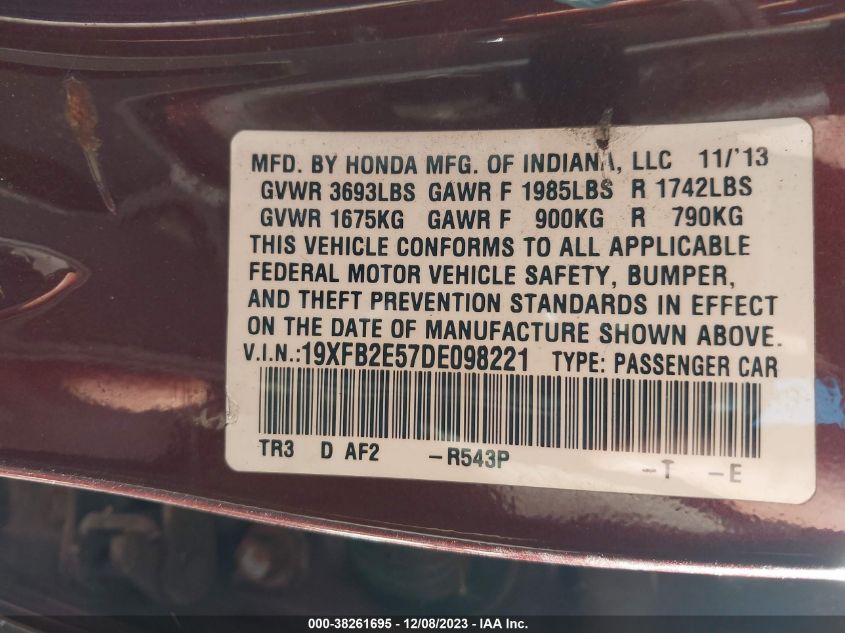 MFD. BY HONDA MFG. OF INDIANA, LLC 11/'13
GVWR 3693LBS GAWR F 1985LBS R 1742LBS
GVWR 1675KG GAWR F 900KG R 790KG
THIS VEHICLE CONFORMS TO ALL APPLICABLE
FEDERAL MOTOR VEHICLE SAFETY, BUMPER,
AND THEFT PREVENTION STANDARDS IN EFFECT
ON THE DATE OF MANUFACTURE SHOWN ABOVE.
V.I.N.:19XFB2E57DE098221 TYPE: PASSENGER CAR
TR3 D AF2 -R543P -T -E
000-38261695 - 12/08/2023 - IAA Inc.